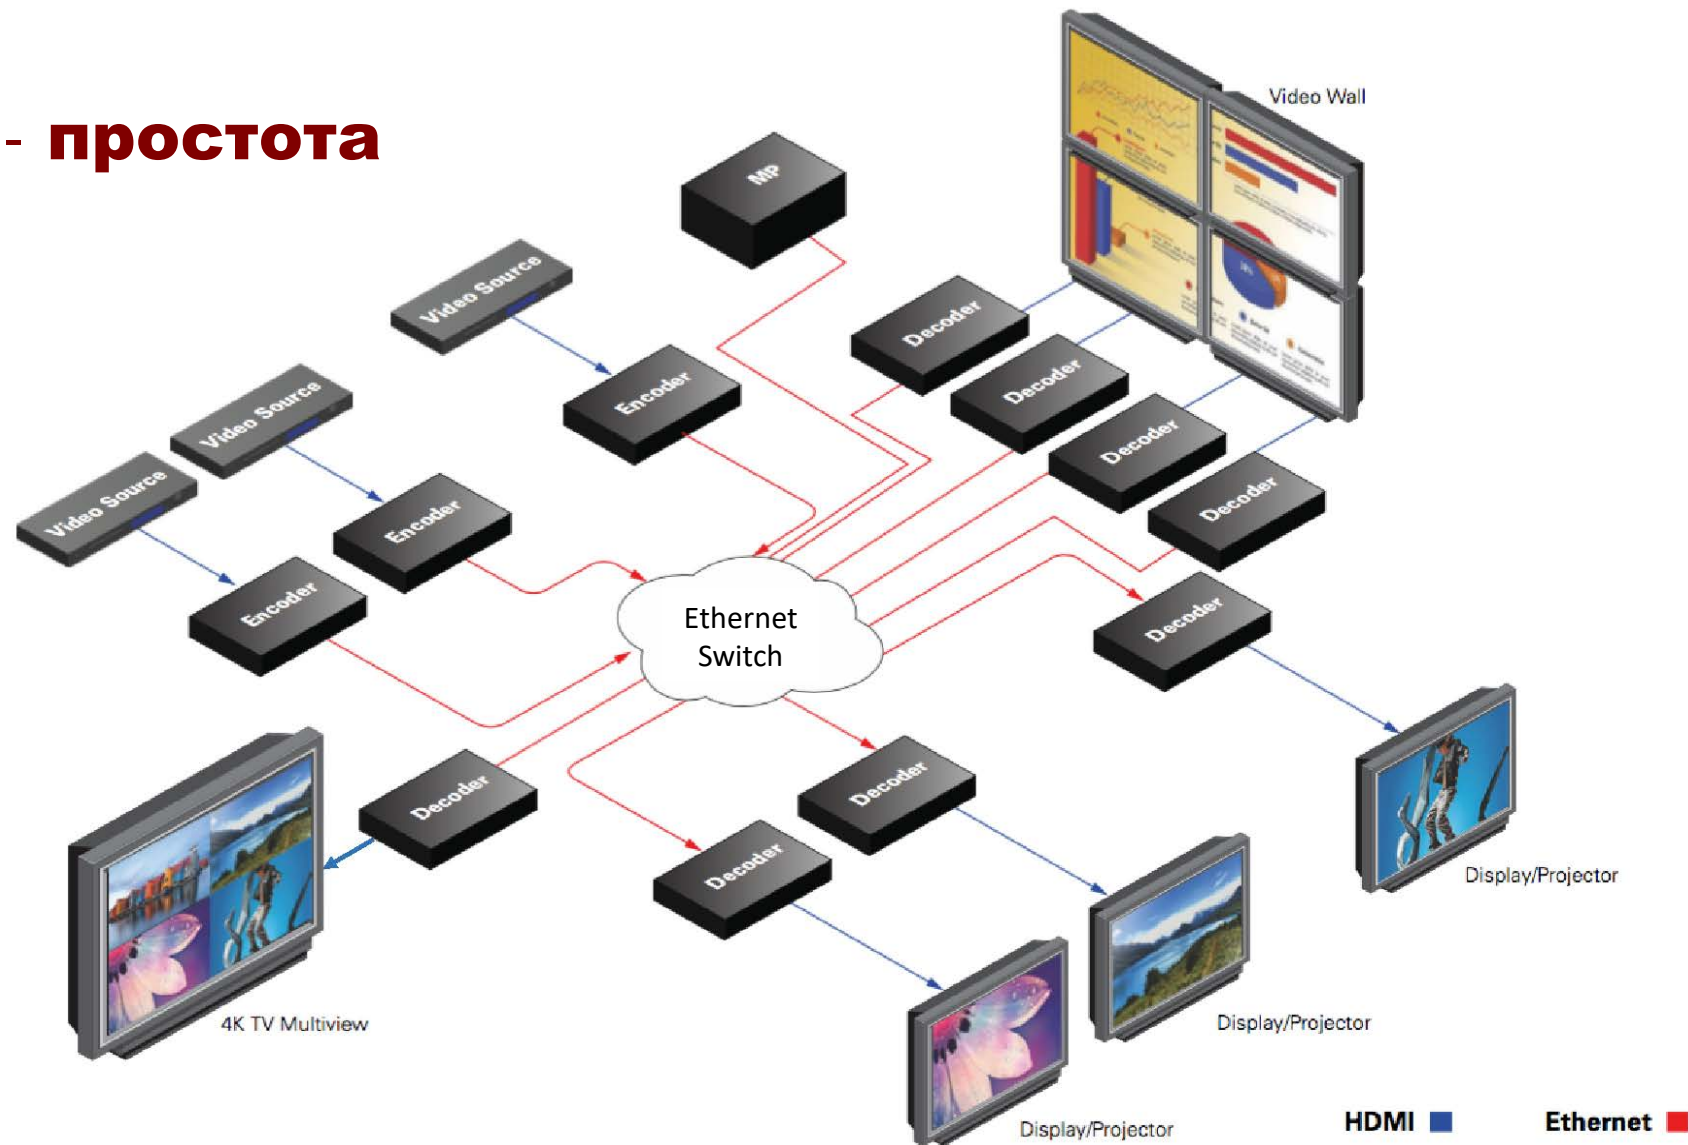 - простота
Video Wall
MP
Video Source
Video Source
Video Source
Encoder
Encoder
Encoder
Decoder
Decoder
Decoder
Decoder
Decoder
Ethernet
Switch
Decoder
Decoder
Decoder
4K TV Multiview
Display/Projector
Display/Projector
Display/Projector
HDMI
Ethernet